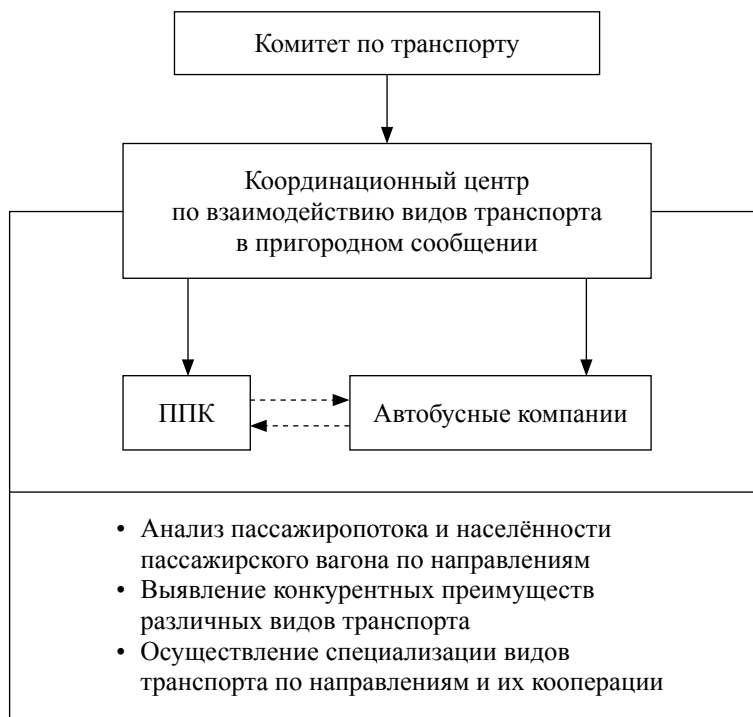 Комитет по транспорту
Координационный центр
по взаимодействию видов транспорта
в пригородном сообщении
ППК
Автобусные компании
• Анализ пассажиропотока и населённости
пассажирского вагона по направлениям
• Выявление конкурентных преимуществ
различных видов транспорта
• Осуществление специализации видов
транспорта по направлениям и их кооперации